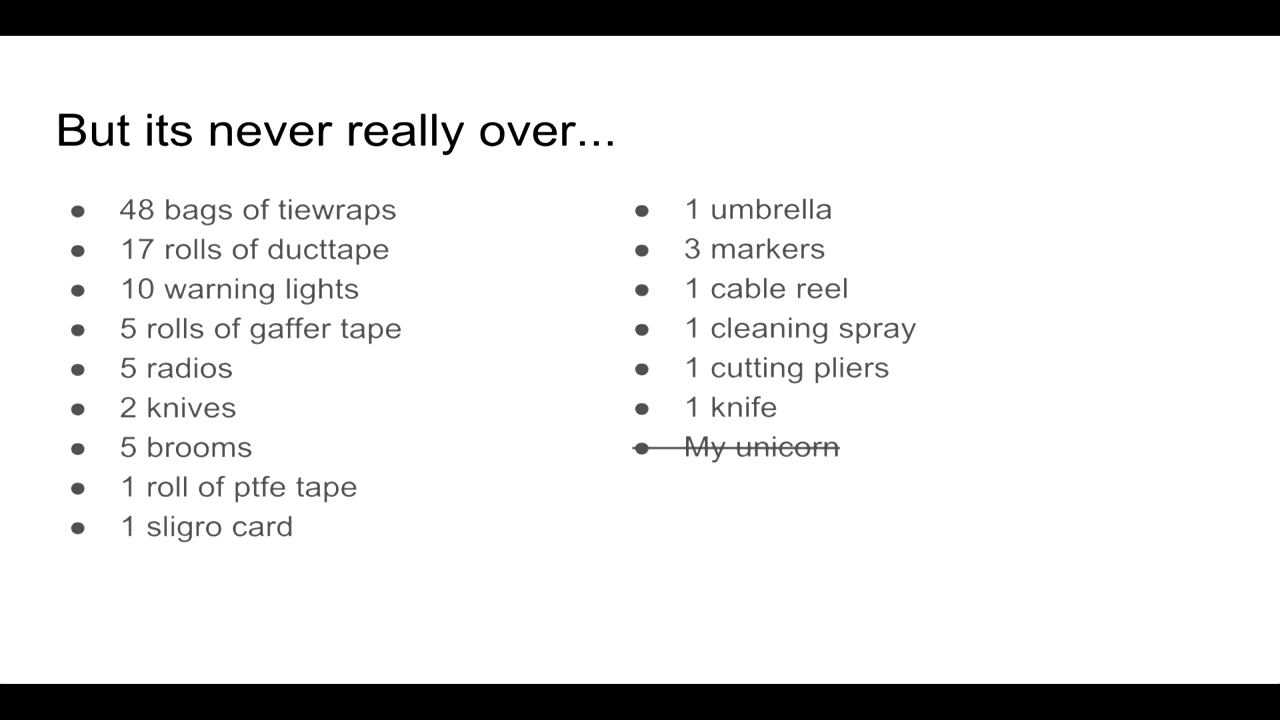 But its never really over...
● 48 bags of tiewraps
● 17 rolls of ducttape
● 10 warning lights
● 5 rolls of gaffer tape
● 5 radios
● 2 knives
● 5 brooms
● 1 roll of ptfe tape
● 1 sligro card
● 1 umbrella
● 3 markers
● 1 cable reel
● 1 cleaning spray
● 1 cutting pliers
● 1 knife
● My unicorn